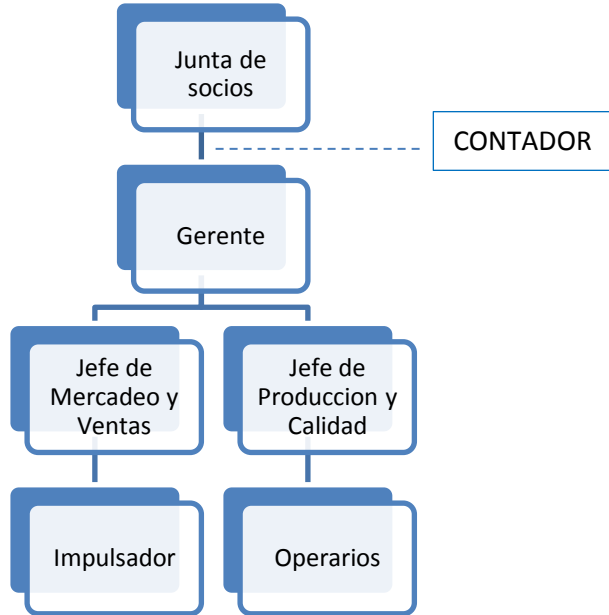 Junta de
socios
CONTADOR
Gerente
Jefe de
Mercadeo y
Ventas
Jefe de
Produccion y
Calidad
Impulsador
Operarios